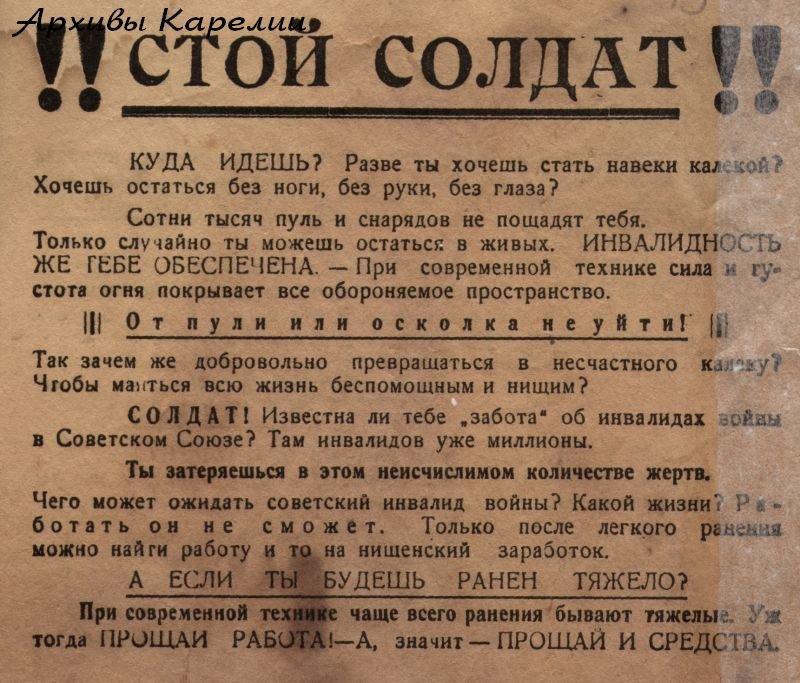 Архивы Карелии
!! СТОЙ СОЛДАТ !!
КУДА ИДЕШЬ? Разве ты хочешь стать навеки калекой?
Хочешь остаться без ноги, без руки, без глаза?
Сотни тысяч пуль и снарядов не пощадят тебя.
Только случайно ты можешь остаться в живых. ИНВАЛИДНОСТЬ
ЖЕ ТЕБЕ ОБЕСПЕЧЕНА. — При современной технике сила и гу-
стота огня покрывает все обороняемое пространство.
||| От пули или осколка не уйти! |||
Так зачем же добровольно превращаться в несчастного калеку?
Чтобы маяться всю жизнь беспомощным и нищим?
СОЛДАТ! Известна ли тебе „забота" об инвалидах войны
в Советском Союзе? Там инвалидов уже миллионы.
Ты затеряешься в этом неисчислимом количестве жертв.
Чего может ожидать советский инвалид войны? Какой жизни? Ра-
ботать он не сможет. Только после легкого ранения
можно найти работу и то на нищенский заработок.
А ЕСЛИ ТЫ БУДЕШЬ РАНЕН ТЯЖЕЛО?
При современной технике чаще всего ранения бывают тяжелые. Уж
тогда ПРОЩАЙ РАБОТА!—А, значит — ПРОЩАЙ И СРЕДСТВА.